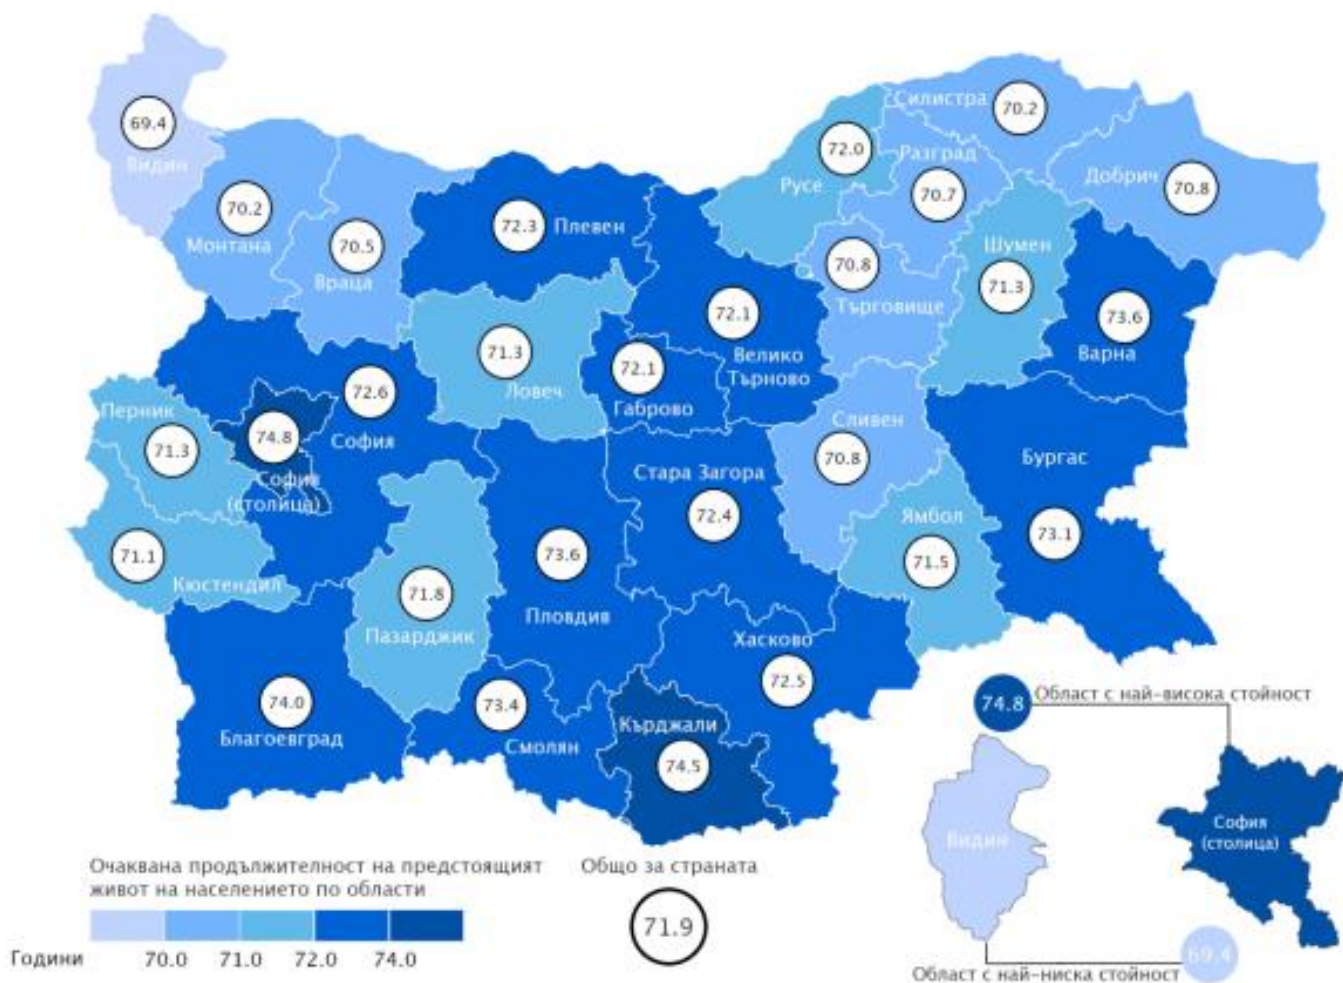 69.4
Видин
70.2
Монтана
70.5
Враца
72.3 Плевен
72.0
Русе
Силистра
70.2
Разград
70.7
Добрич
70.8
70.8
Търговище
Шумен
71.3
73.6
Варна
72.1
Велико
Търново
71.3
Ловеч
72.1
Габрово
72.6
София
Перник
71.3
74.8
София
(столица)
Сливен
70.8
Стара Загора
72.4
Бургас
73.1
Ямбол
71.5
71.1
Кюстендил
71.8
Пазарджик
73.6
Пловдив
Хасково
72.5
74.0
Благоевград
73.4
Смолян
Кърджали
74.5
74.8 Област с най-висока стойност
Видин
София
(столица)
69.4
Област с най-ниска стойност
Очаквана продължителност на предстоящият
живот на населението по области
Години 70.0 71.0 72.0 74.0
Общо за страната
71.9